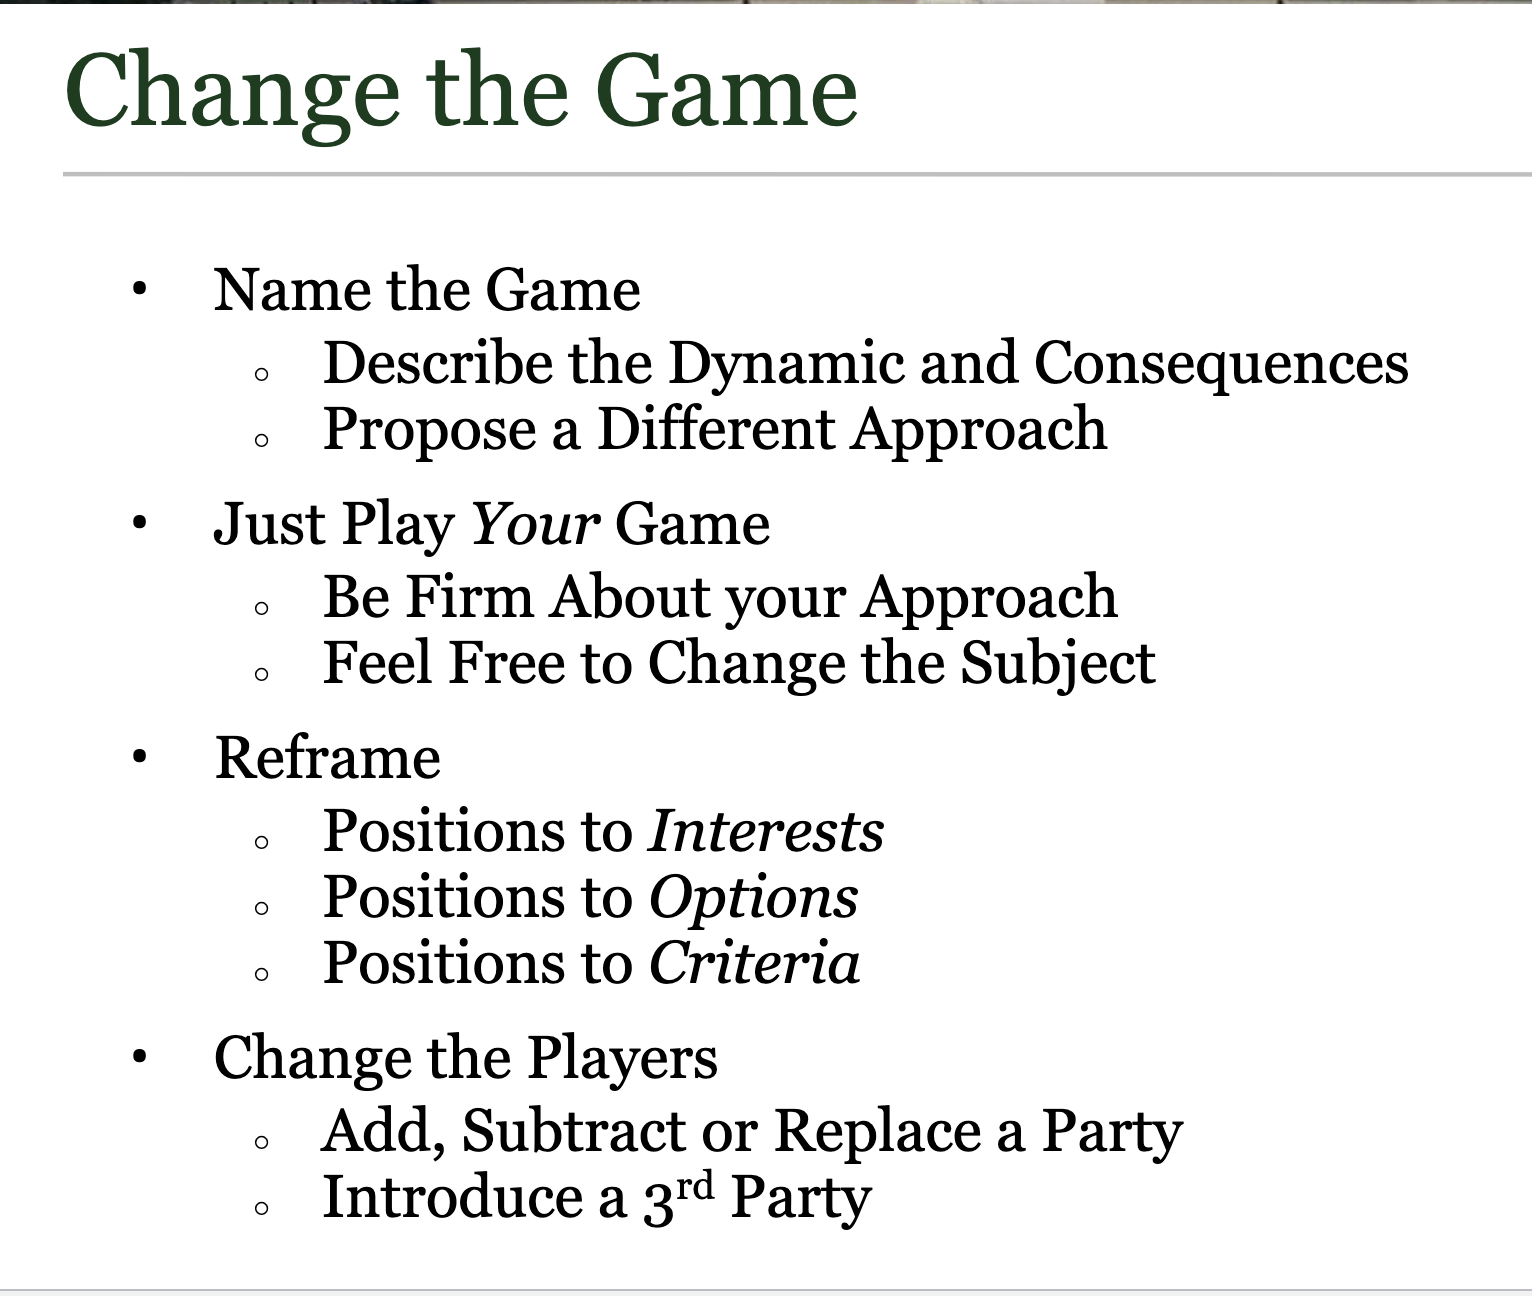 Change the Game
• Name the Game
○ Describe the Dynamic and Consequences
○ Propose a Different Approach
• Just Play Your Game
○ Be Firm About your Approach
○ Feel Free to Change the Subject
• Reframe
○ Positions to Interests
○ Positions to Options
○ Positions to Criteria
• Change the Players
○ Add, Subtract or Replace a Party
○ Introduce a 3rd Party